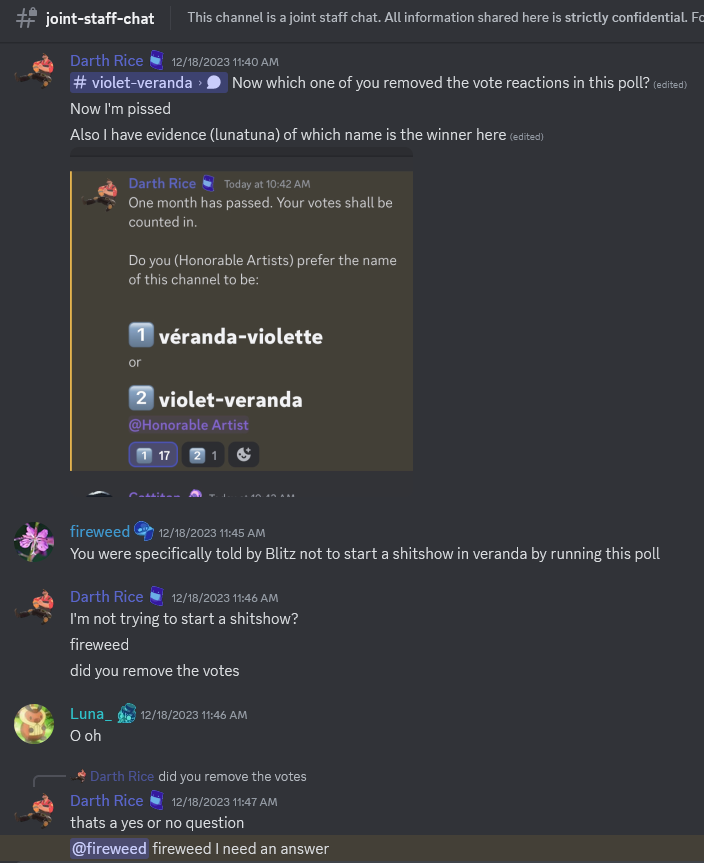 # joint-staff-chat This channel is a joint staff chat. All information shared here is strictly confidential. Fo
Darth Rice 12/18/2023 11:40 AM
# violet-veranda › Now which one of you removed the vote reactions in this poll? (edited)
Now I'm pissed
Also I have evidence (lunatuna) of which name is the winner here (edited)
Darth Rice Today at 10:42 AM
One month has passed. Your votes shall be
counted in.
Do you (Honorable Artists) prefer the name
of this channel to be:
1 véranda-violette
or
2 violet-veranda
@Honorable Artist
1 17 2 1
fireweed 12/18/2023 11:45 AM
You were specifically told by Blitz not to start a shitshow in veranda by running this poll
Darth Rice 12/18/2023 11:46 AM
I'm not trying to start a shitshow?
fireweed
did you remove the votes
Luna_ 12/18/2023 11:46 AM
O oh
Darth Rice did you remove the votes
Darth Rice 12/18/2023 11:47 AM
thats a yes or no question
@fireweed fireweed I need an answer